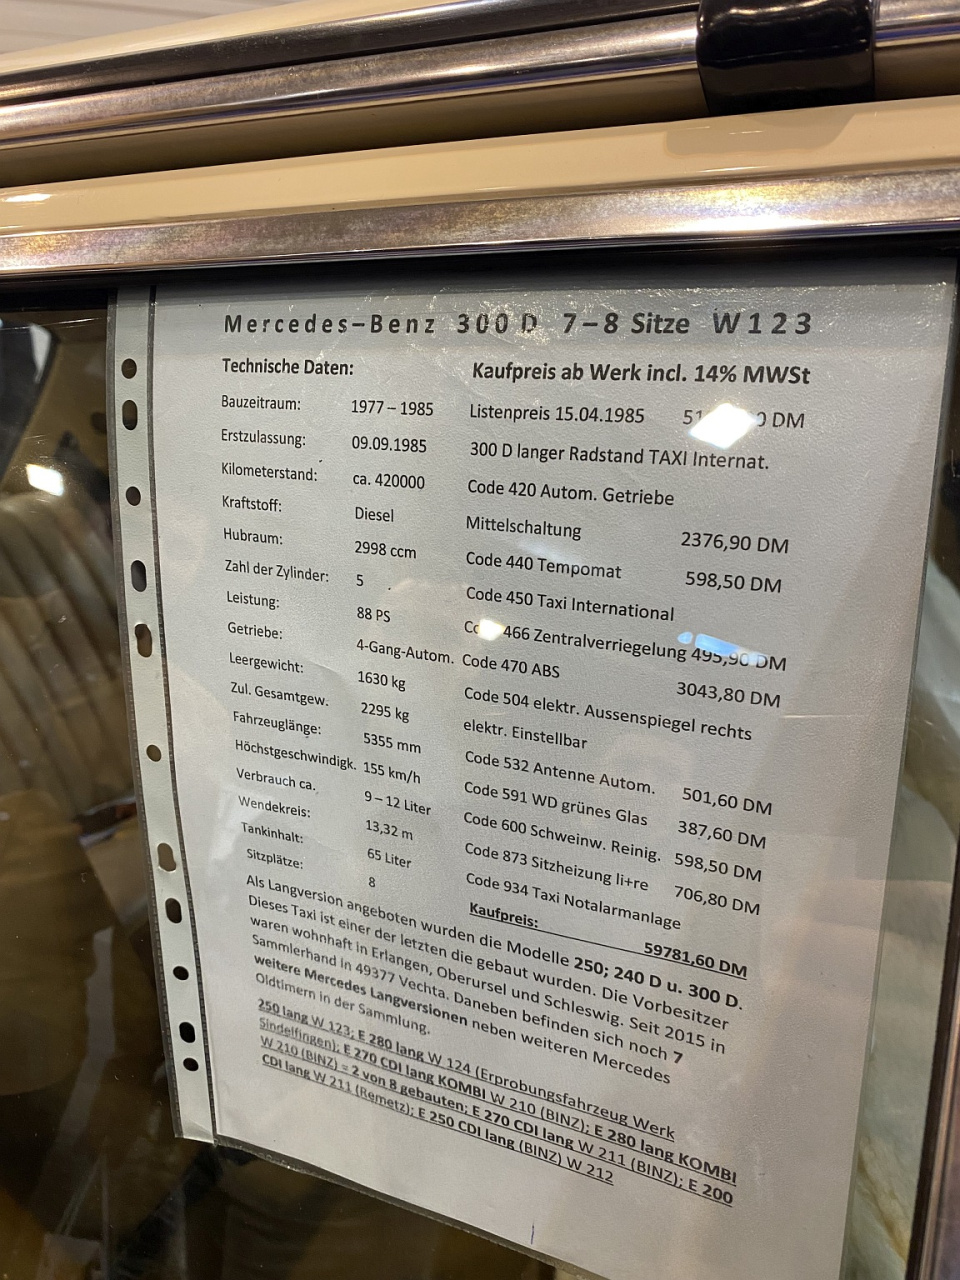 Mercedes-Benz 300 D 7-8 Sitze W123
Technische Daten:
Bauzeitraum: 1977 – 1985
Erstzulassung: 09.09.1985
Kilometerstand: ca. 420000
Kraftstoff: Diesel
Hubraum: 2998 ccm
Zahl der Zylinder: 5
Leistung: 88 PS
Getriebe: 4-Gang-Autom.
Leergewicht: 1630 kg
Zul. Gesamtgew. 2295 kg
Fahrzeuglänge: 5355 mm
Höchstgeschwindigk. 155 km/h
Verbrauch ca. 9 – 12 Liter
Wendekreis: 13,32 m
Tankinhalt: 65 Liter
Sitzplätze: 8
Kaufpreis ab Werk incl. 14% MWSt
Listenpreis 15.04.1985 DM
300 D langer Radstand TAXI Internat.
Code 420 Autom. Getriebe
Mittelschaltung 2376,90 DM
Code 440 Tempomat 598,50 DM
Code 450 Taxi International
466 Zentralverriegelung 495,90 DM
Code 470 ABS 3043,80 DM
Code 504 elektr. Aussenspiegel rechts
elektr. Einstellbar
Code 532 Antenne Autom. 501,60 DM
Code 591 WD grünes Glas 387,60 DM
Code 600 Schweinw. Reinig. 598,50 DM
Code 873 Sitzheizung li+re 706,80 DM
Code 934 Taxi Notalarmanlage
Kaufpreis: 59781,60 DM
Als Langversion angeboten wurden die Modelle 250; 240 D u. 300 D.
Dieses Taxi ist einer der letzten die gebaut wurden. Die Vorbesitzer
waren wohnhaft in Erlangen, Oberursel und Schleswig. Seit 2015 in
Sammlerhand in 49377 Vechta. Daneben befinden sich noch 7
weitere Mercedes Langversionen neben weiteren Mercedes
Oldtimern in der Sammlung.
250 lang W 123; E 280 lang W 124 (Erprobungsfahrzeug Werk
Sindelfingen); E 270 CDI lang KOMBI W 210 (BINZ); E 280 lang KOMBI
W 210 (BINZ) = 2 von 8 gebauten; E 270 CDI lang W 211 (BINZ); E 200
CDI lang W 211 (Remetz); E 250 CDI lang (BINZ) W 212